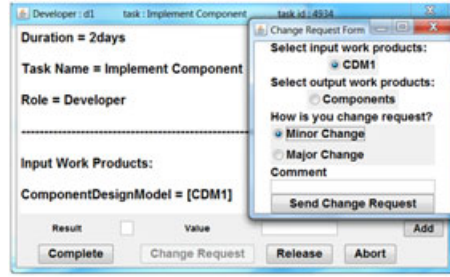 Developer : d1 task : Implement Component task id : 4934
Duration = 2days
Task Name = Implement Component
Role = Developer
Input Work Products:
ComponentDesignModel = [CDM1]
Result Value Add
Complete Change Request Release Abort
Change Request Form
Select input work products:
CDM1
Select output work products:
Components
How is you change request?
Minor Change
Major Change
Comment
Send Change Request